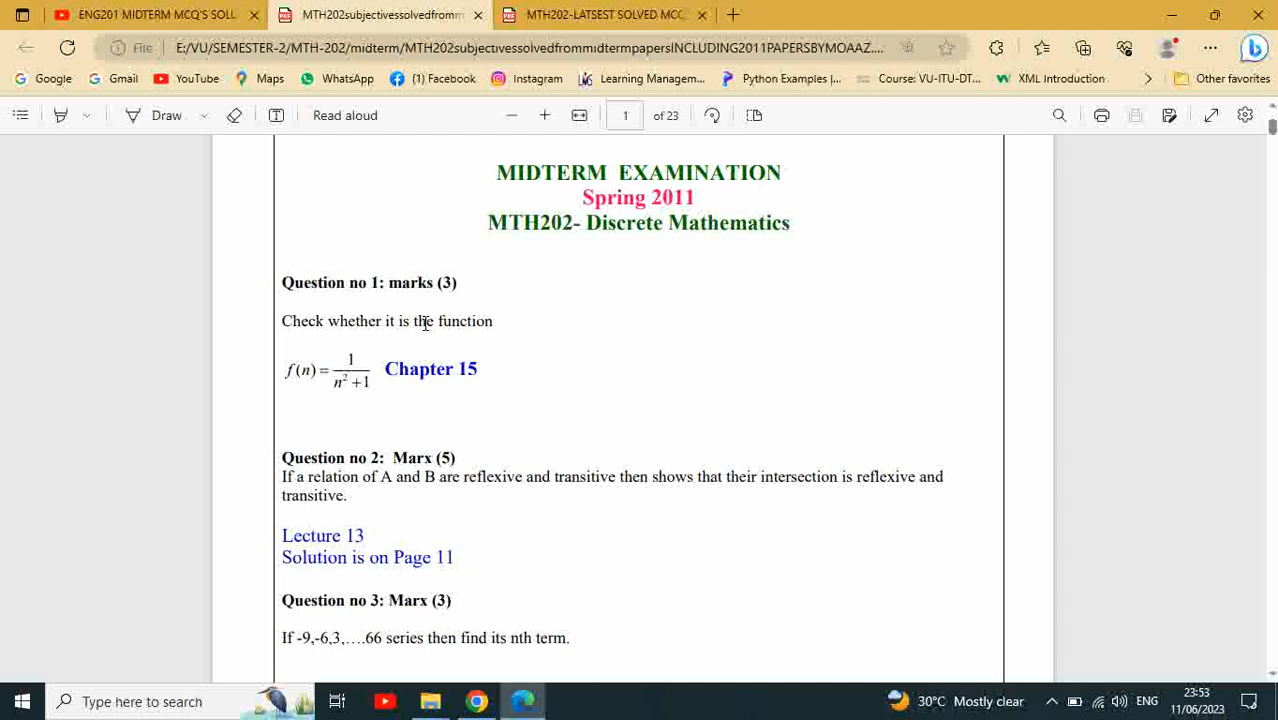 ENG201 MIDTERM MCQ'S SOLU
MTH202subjectivessolvedfrommi
MTH202-LATSEST SOLVED MCQ
File
E:/VU/SEMESTER-2/MTH-202/midterm/MTH202subjectivessolvedfrommidtermpapersINCLUDING2011PAPERSBYMOAAZ....
Google
Gmail
YouTube
Maps
WhatsApp
(1) Facebook
Instagram
Learning Managem...
Python Examples |...
Course: VU-ITU-DT...
XML Introduction
Other favorites
Draw
Read aloud
1
of 23
MIDTERM EXAMINATION
Spring 2011
MTH202- Discrete Mathematics
Question no 1: marks (3)
Check whether it is the function
f(n) = 1/(n²+1) Chapter 15
Question no 2: Marx (5)
If a relation of A and B are reflexive and transitive then shows that their intersection is reflexive and
transitive.
Lecture 13
Solution is on Page 11
Question no 3: Marx (3)
If -9,-6,3,….66 series then find its nth term.
Type here to search
30°C Mostly clear
ENG
23:53
11/06/2023